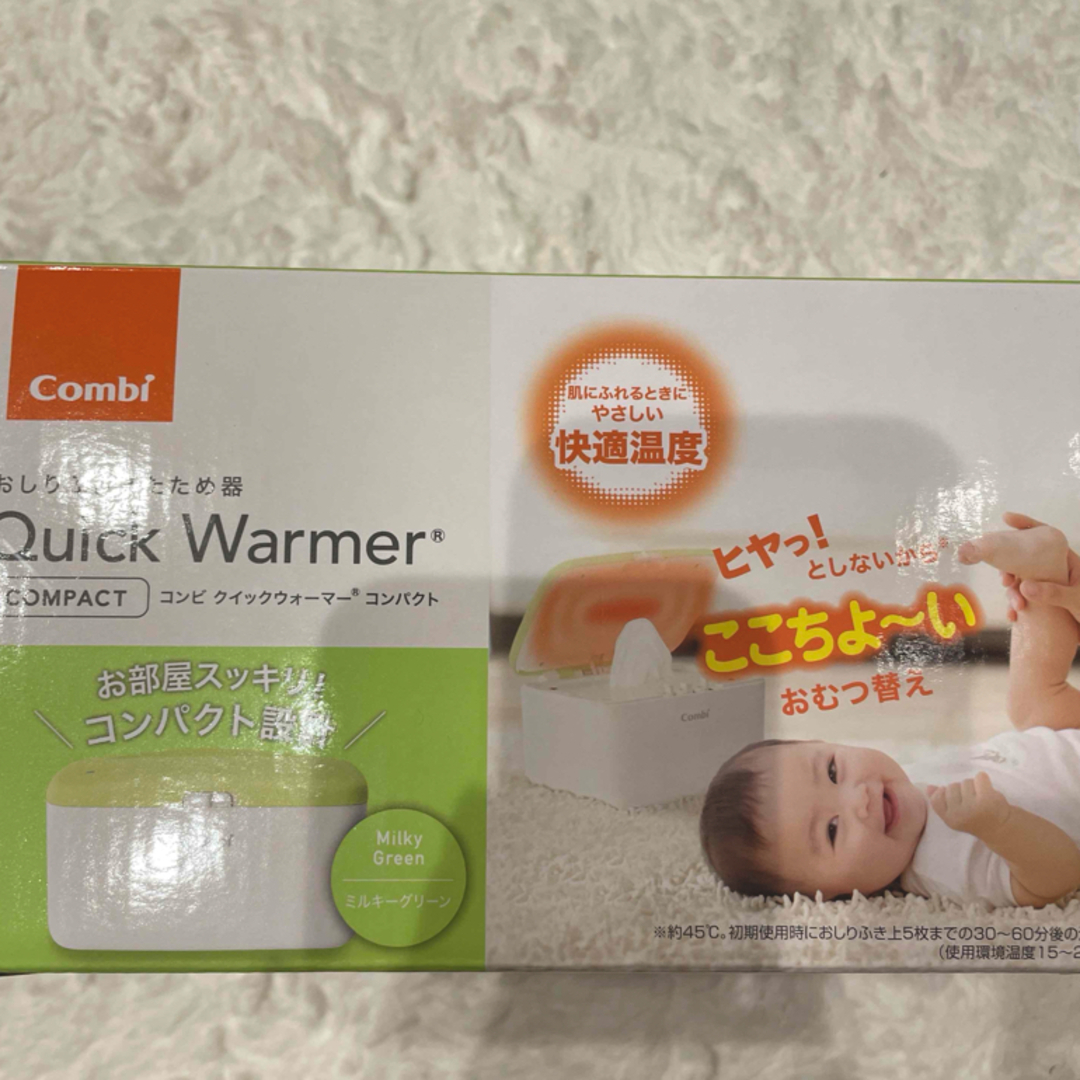 Combi
おしり
ため器
Quick Warmer®
COMPACT
コンビ クイックウォーマー® コンパクト
お部屋スッキリ!
コンパクト設計
Milky
Green
ミルキーグリーン
肌にふれるときに
やさしい
快適温度
ヒヤっ!
としないから※
ここちよ〜い
おむつ替え
Combi
※約45℃。初期使用時におしりふき上5枚までの30〜60分後の
(使用環境温度15〜2